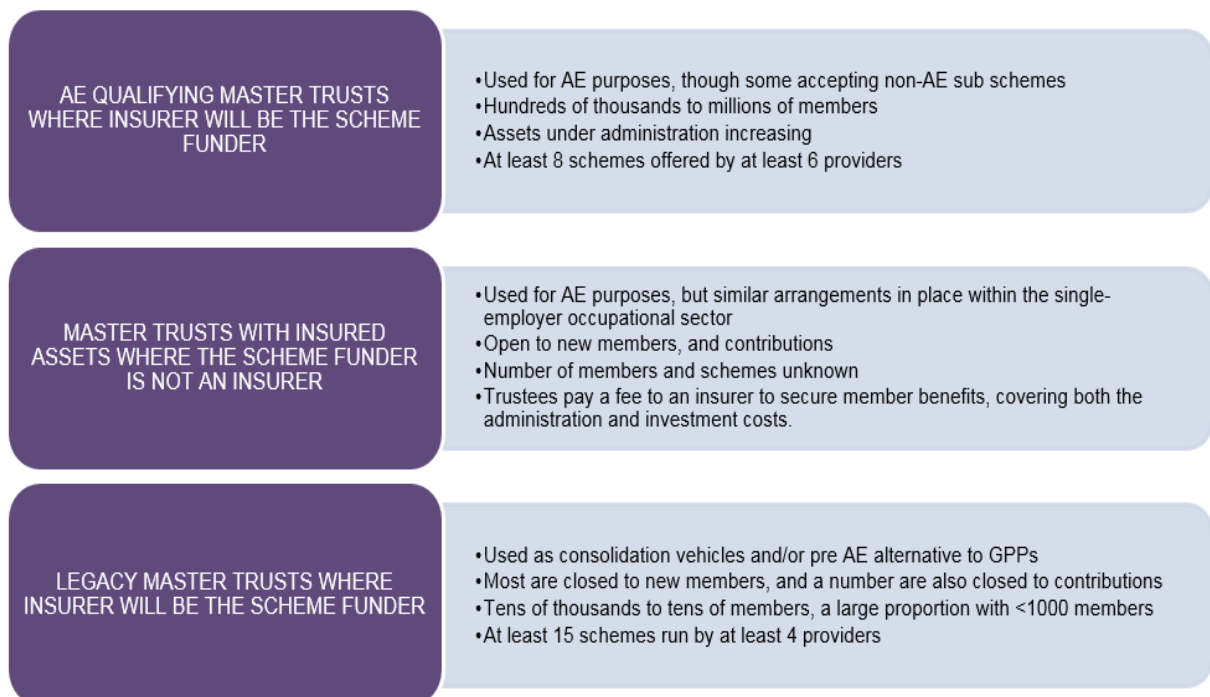 AE QUALIFYING MASTER TRUSTS
WHERE INSURER WILL BE THE SCHEME
FUNDER
•Used for AE purposes, though some accepting non-AE sub schemes
•Hundreds of thousands to millions of members
•Assets under administration increasing
•At least 8 schemes offered by at least 6 providers
MASTER TRUSTS WITH INSURED
ASSETS WHERE THE SCHEME FUNDER
IS NOT AN INSURER
•Used for AE purposes, but similar arrangements in place within the single-
employer occupational sector
•Open to new members, and contributions
•Number of members and schemes unknown
•Trustees pay a fee to an insurer to secure member benefits, covering both the
administration and investment costs.
LEGACY MASTER TRUSTS WHERE
INSURER WILL BE THE SCHEME FUNDER
•Used as consolidation vehicles and/or pre AE alternative to GPPs
•Most are closed to new members, and a number are also closed to contributions
•Tens of thousands to tens of members, a large proportion with <1000 members
•At least 15 schemes run by at least 4 providers